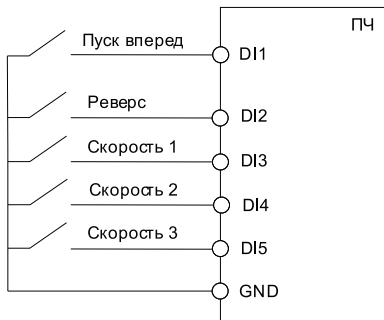 ПЧ
Пуск вперед
DI1
Реверс
DI2
Скорость 1
DI3
Скорость 2
DI4
Скорость 3
DI5
GND